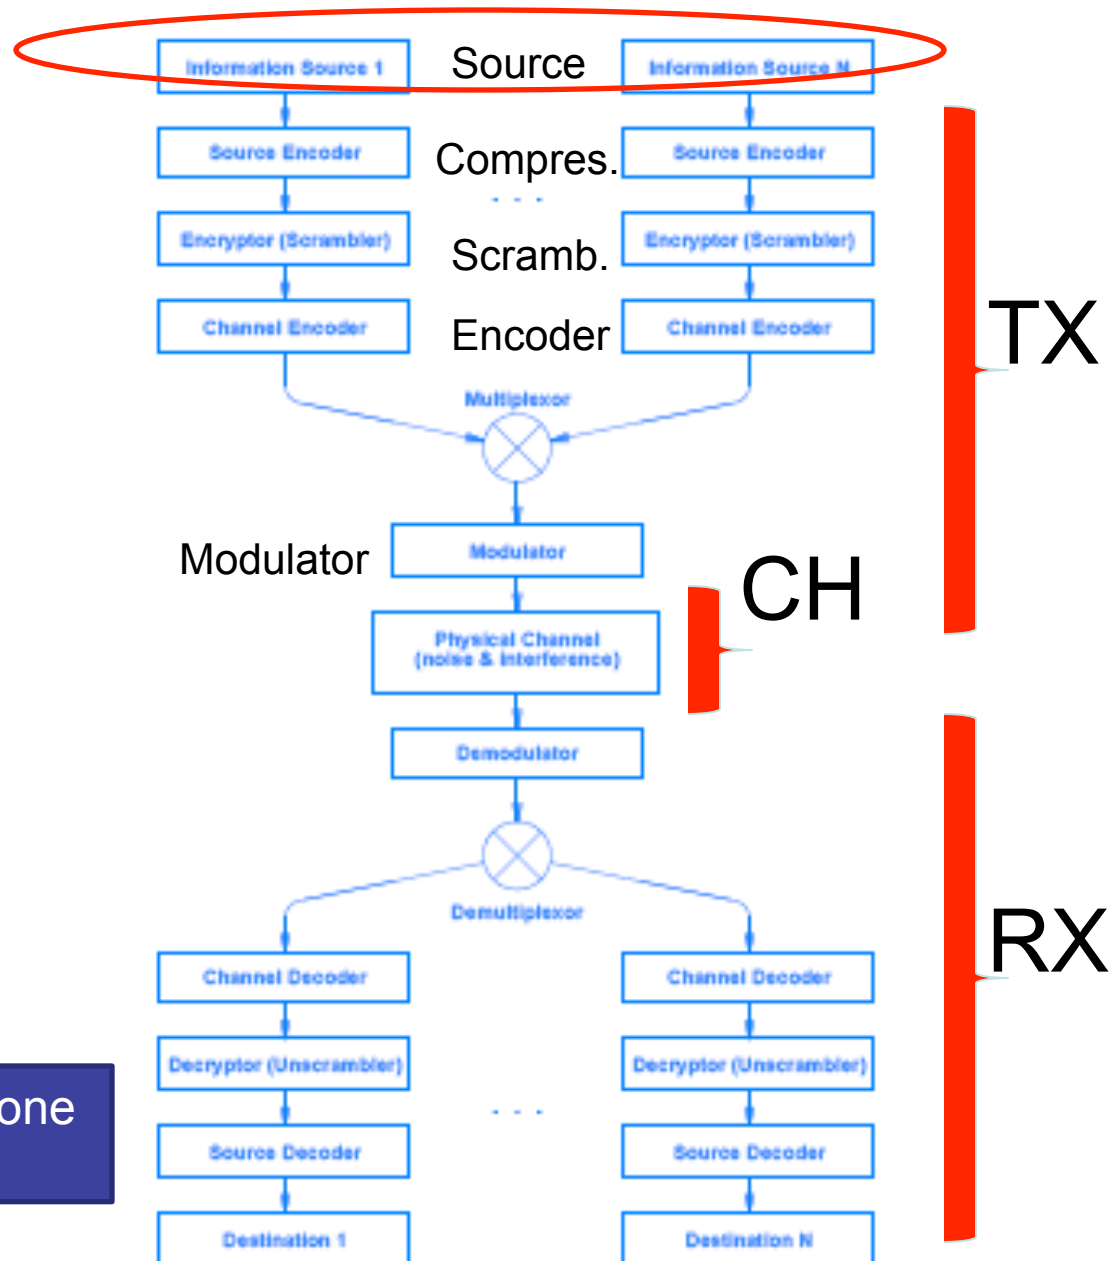 Information Source 1
Source
Information Source N
Source Encoder
Compres.
Source Encoder
. . .
Encryptor (Scrambler)
Scramb.
Encryptor (Scrambler)
Channel Encoder
Encoder
Channel Encoder
TX
Multiplexor
Modulator
Modulator
CH
Physical Channel
(noise & interference)
Demodulator
Demultiplexor
RX
Channel Decoder
Channel Decoder
Decryptor (Unscrambler)
Decryptor (Unscrambler)
one
. . .
Source Decoder
Source Decoder
Destination 1
Destination N